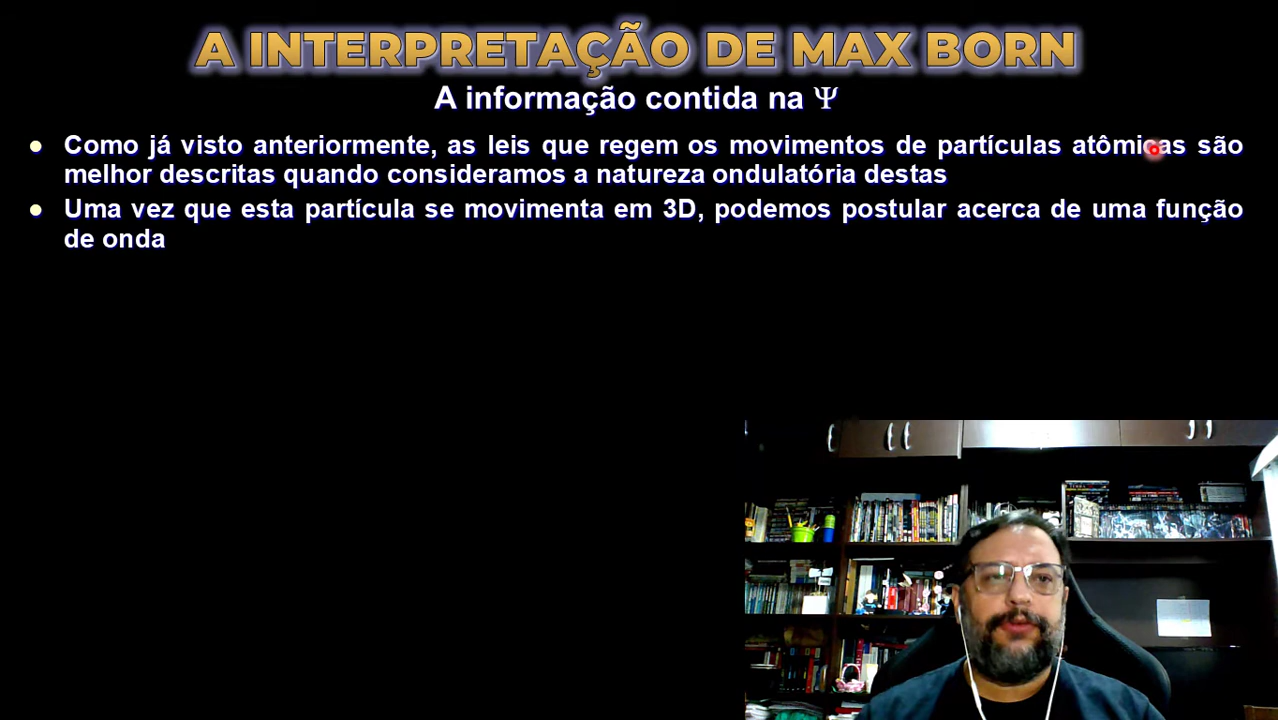 A INTERPRETAÇÃO DE MAX BORN
A informação contida na Ψ
● Como já visto anteriormente, as leis que regem os movimentos de partículas atômicas são
melhor descritas quando consideramos a natureza ondulatória destas
● Uma vez que esta partícula se movimenta em 3D, podemos postular acerca de uma função
de onda